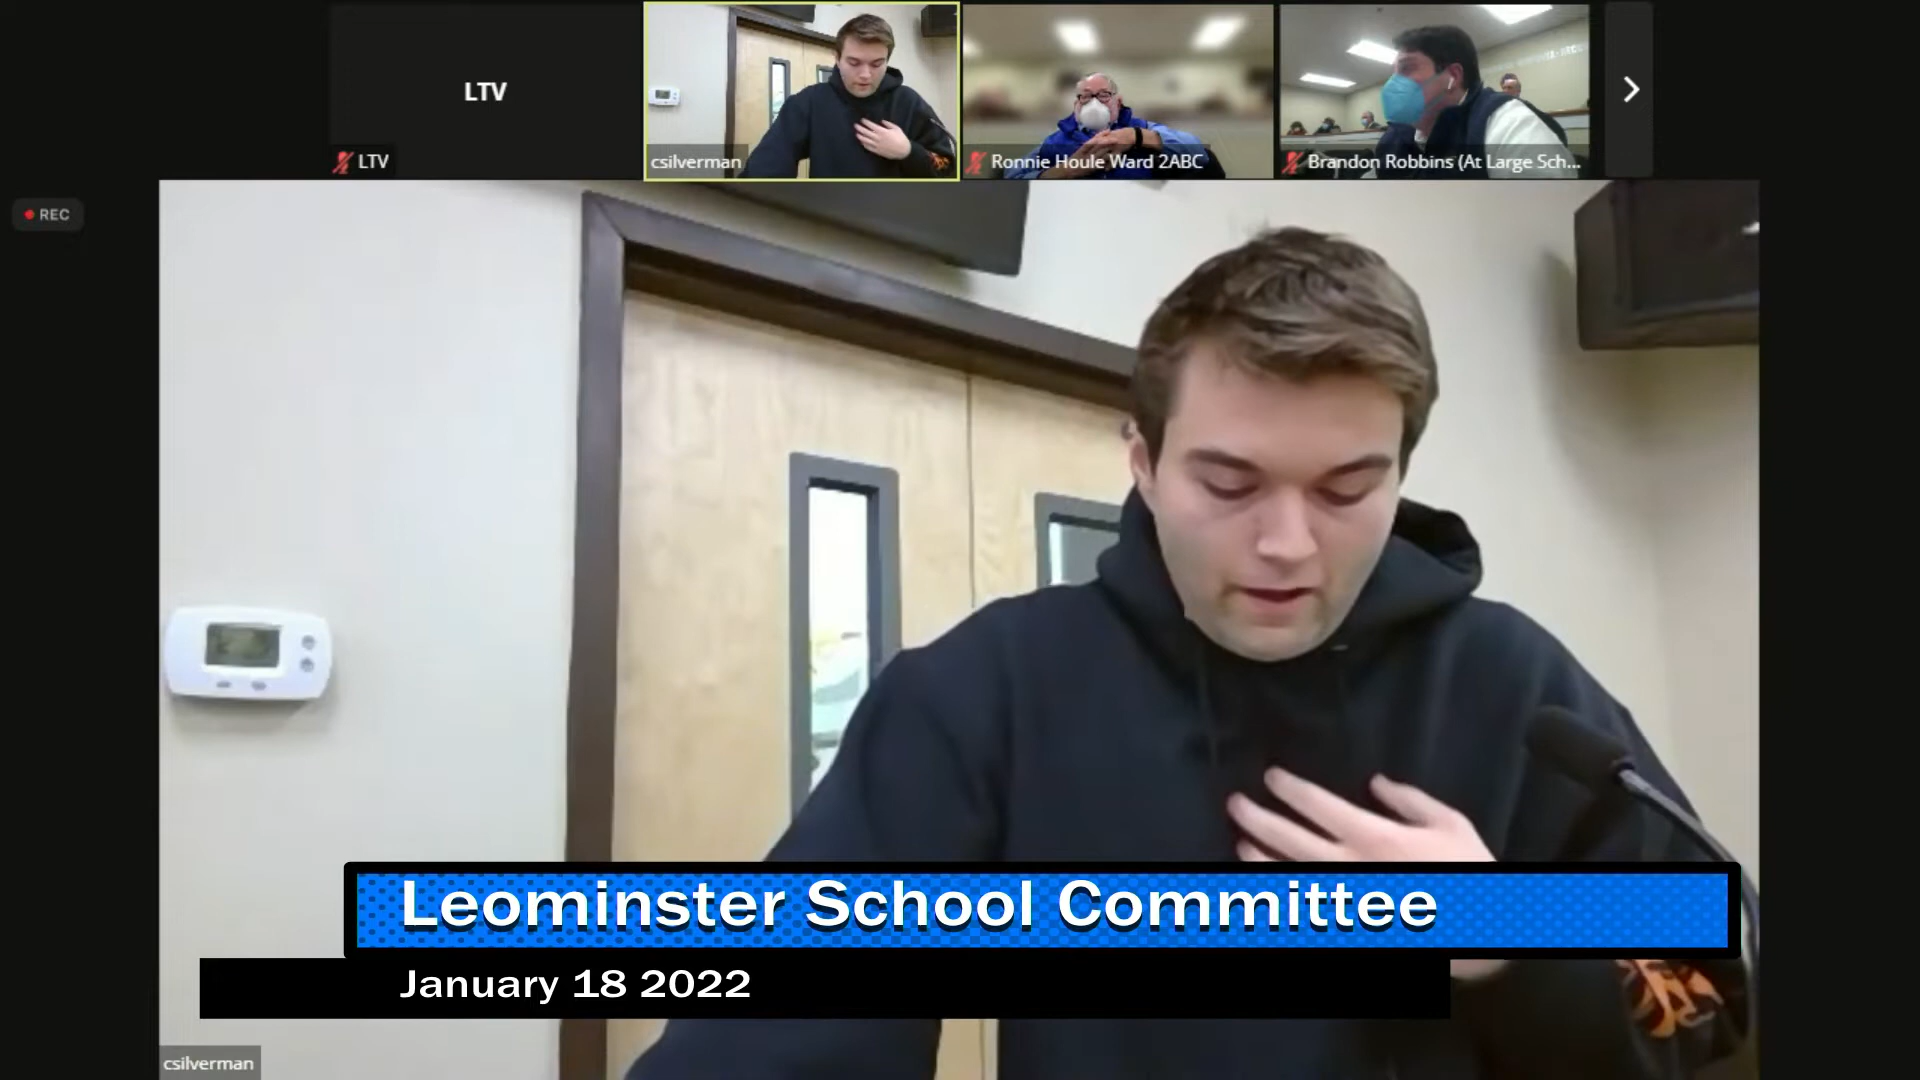 LTV
LTV
csilverman
Ronnie Houle Ward 2ABC
Brandon Robbins (At Large Sch...
REC
Leominster School Committee
January 18 2022
csilverman